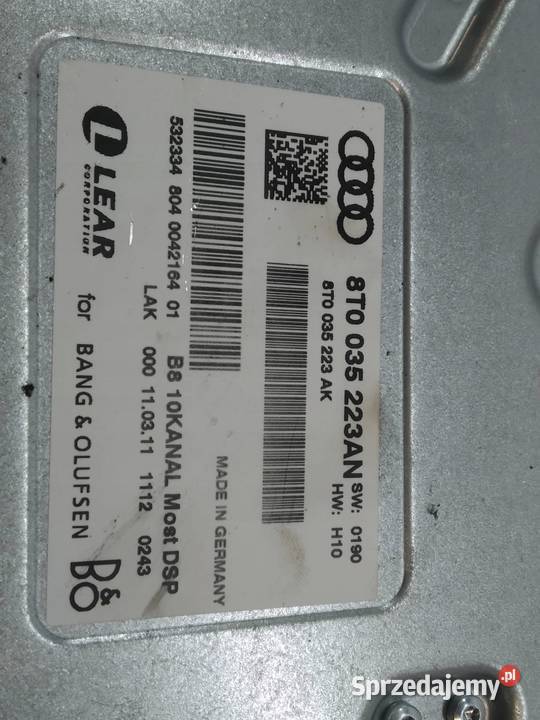 8T0 035 223AN SW: 0190
8T0 035 223 AK HW: H10
MADE IN GERMANY
532334 804 0042164 01 B8 10KANAL Most DSP
LAK 000 11.03.11 1112 0243
LEAR
CORPORATION
for BANG & OLUFSEN B&O
Sprzedajemy.pl